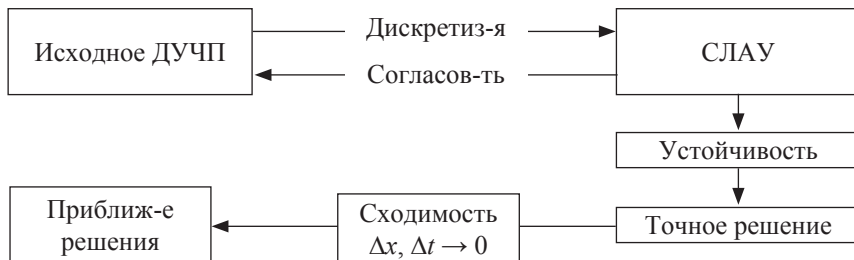 Дискретиз-я
Исходное ДУЧП
СЛАУ
Согласов-ть
Устойчивость
Приближ-е
решения
Сходимость
Δx, Δt → 0
Точное решение